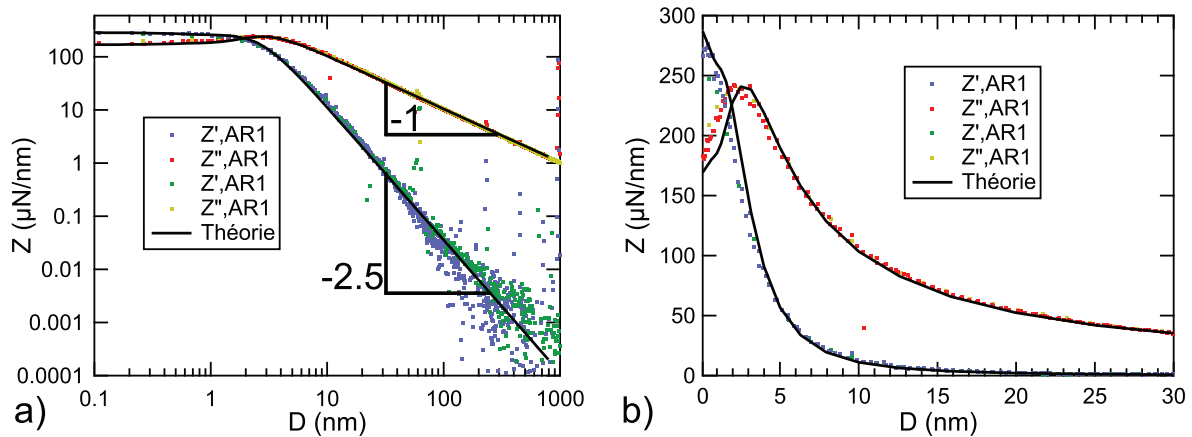 100
10
1
0.1
0.01
0.001
0.0001
Z (µN/nm)
Z',AR1
Z",AR1
Z',AR1
Z",AR1
Théorie
-1
-2.5
0.1
1
10
100
1000
D (nm)
a)
300
250
200
150
100
50
0
Z (µN/nm)
Z',AR1
Z",AR1
Z',AR1
Z",AR1
Théorie
0
5
10
15
20
25
30
D (nm)
b)